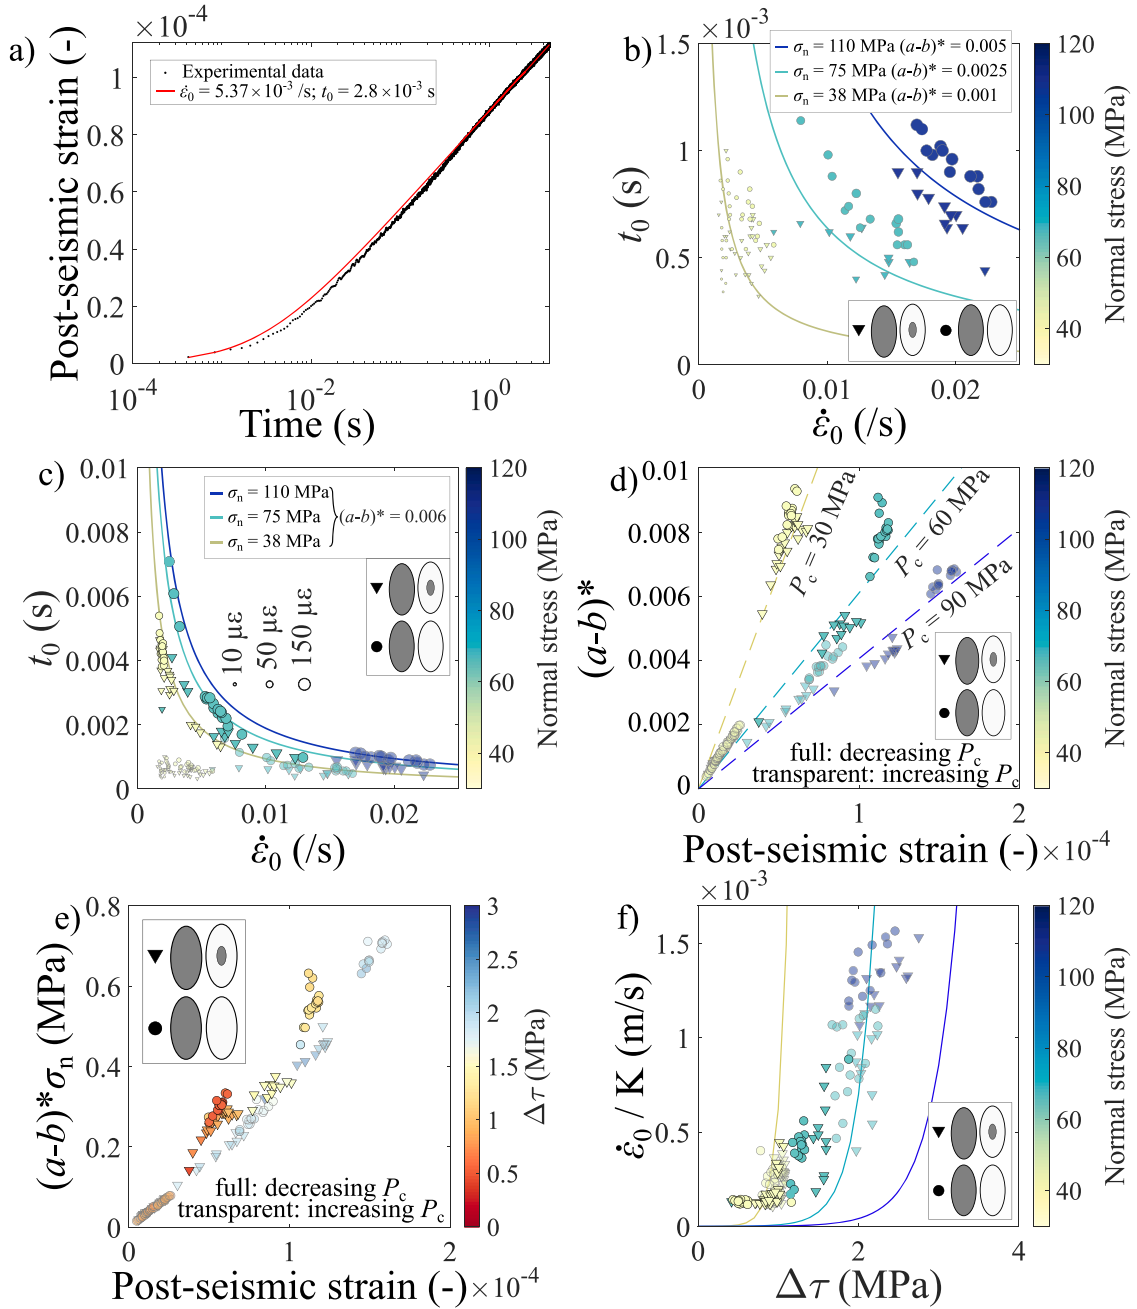 a)
×10⁻⁴
Post-seismic strain (-)
1
0.8
0.6
0.4
0.2
0
Experimental data
ε̇₀ = 5.37×10⁻³ /s; t₀ = 2.8×10⁻³ s
10⁻⁴
10⁻²
10⁰
Time (s)
b)
×10⁻³
t₀ (s)
1.5
1
0.5
0
σₙ = 110 MPa (a-b)* = 0.005
σₙ = 75 MPa (a-b)* = 0.0025
σₙ = 38 MPa (a-b)* = 0.001
0
0.01
0.02
ε̇₀ (/s)
120
100
80
60
40
Normal stress (MPa)
c)
t₀ (s)
0.01
0.008
0.006
0.004
0.002
0
σₙ = 110 MPa
σₙ = 75 MPa
σₙ = 38 MPa
(a-b)* = 0.006
10 με
50 με
150 με
0
0.01
0.02
ε̇₀ (/s)
120
100
80
60
40
Normal stress (MPa)
d)
(a-b)*
0.01
0.008
0.006
0.004
0.002
0
P_c = 30 MPa
P_c = 60 MPa
P_c = 90 MPa
full: decreasing P_c
transparent: increasing P_c
0
1
2
Post-seismic strain (-) ×10⁻⁴
120
100
80
60
40
Normal stress (MPa)
e)
(a-b)*σₙ (MPa)
0.8
0.6
0.4
0.2
0
full: decreasing P_c
transparent: increasing P_c
0
1
2
Post-seismic strain (-) ×10⁻⁴
3
2.5
2
1.5
1
0.5
0
Δτ (MPa)
f)
×10⁻³
ε̇₀ / K (m/s)
1.5
1
0.5
0
0
2
4
Δτ (MPa)
120
100
80
60
40
Normal stress (MPa)